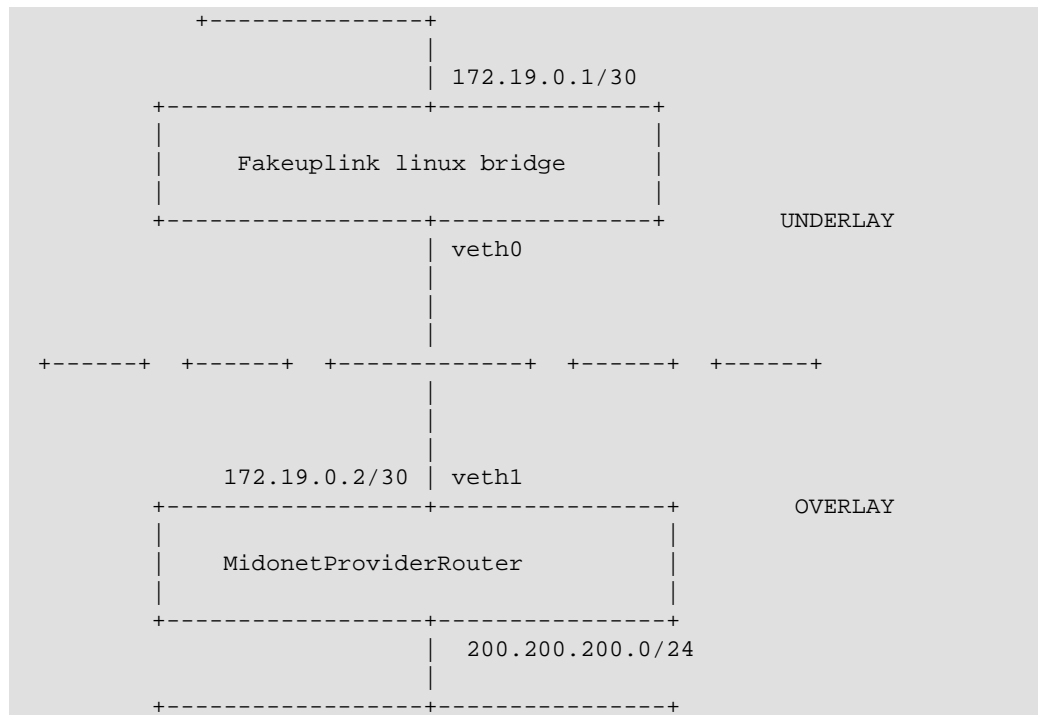 172.19.0.1/30
Fakeuplink linux bridge
UNDERLAY
veth0
172.19.0.2/30 veth1
OVERLAY
MidonetProviderRouter
200.200.200.0/24